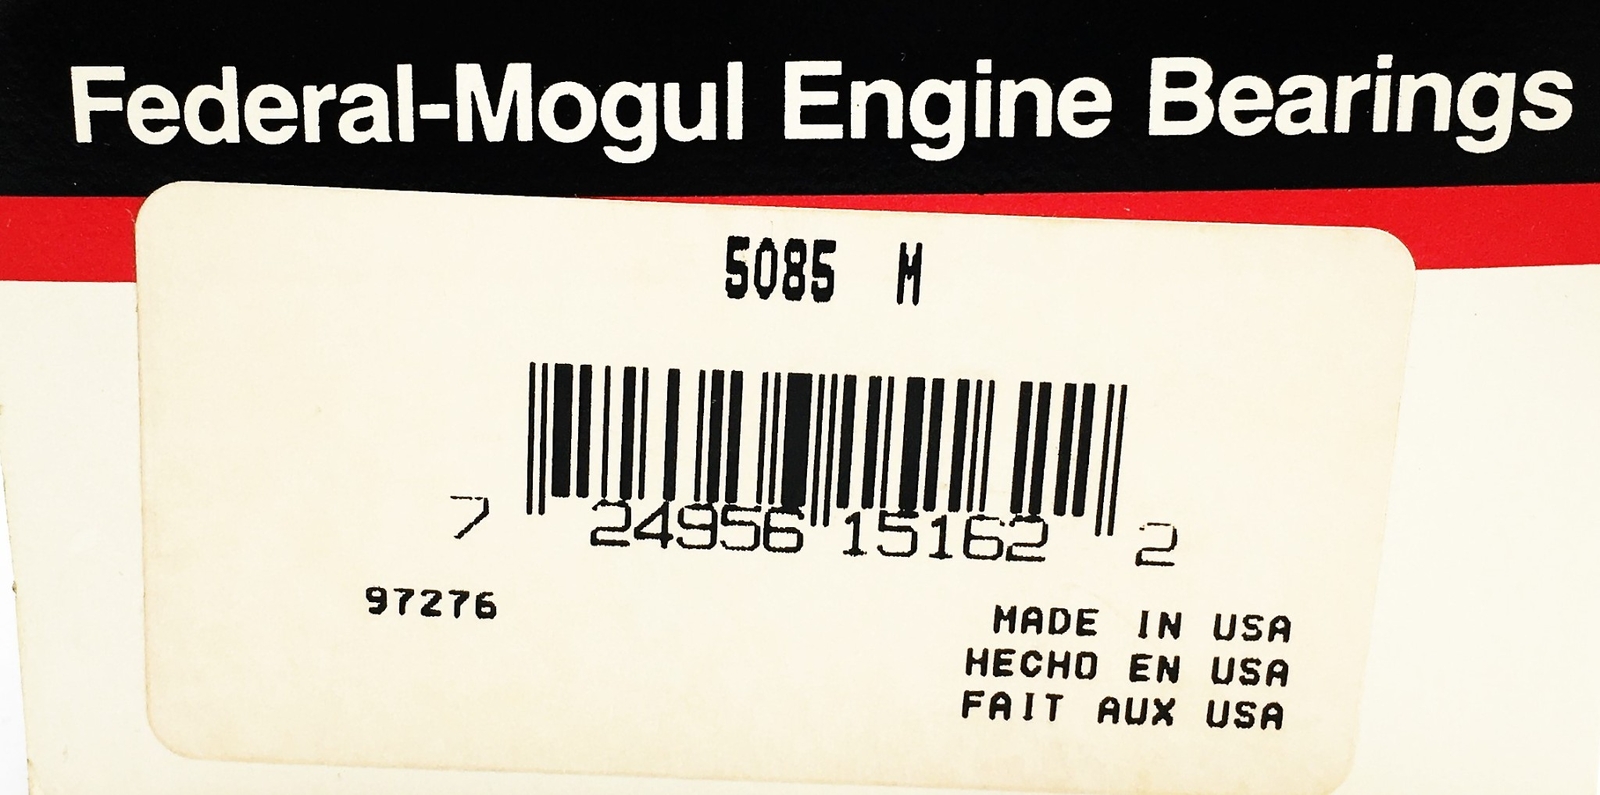 Federal-Mogul Engine Bearings
5085 M
7 24956 15162 2
97276
MADE IN USA
HECHO EN USA
FAIT AUX USA